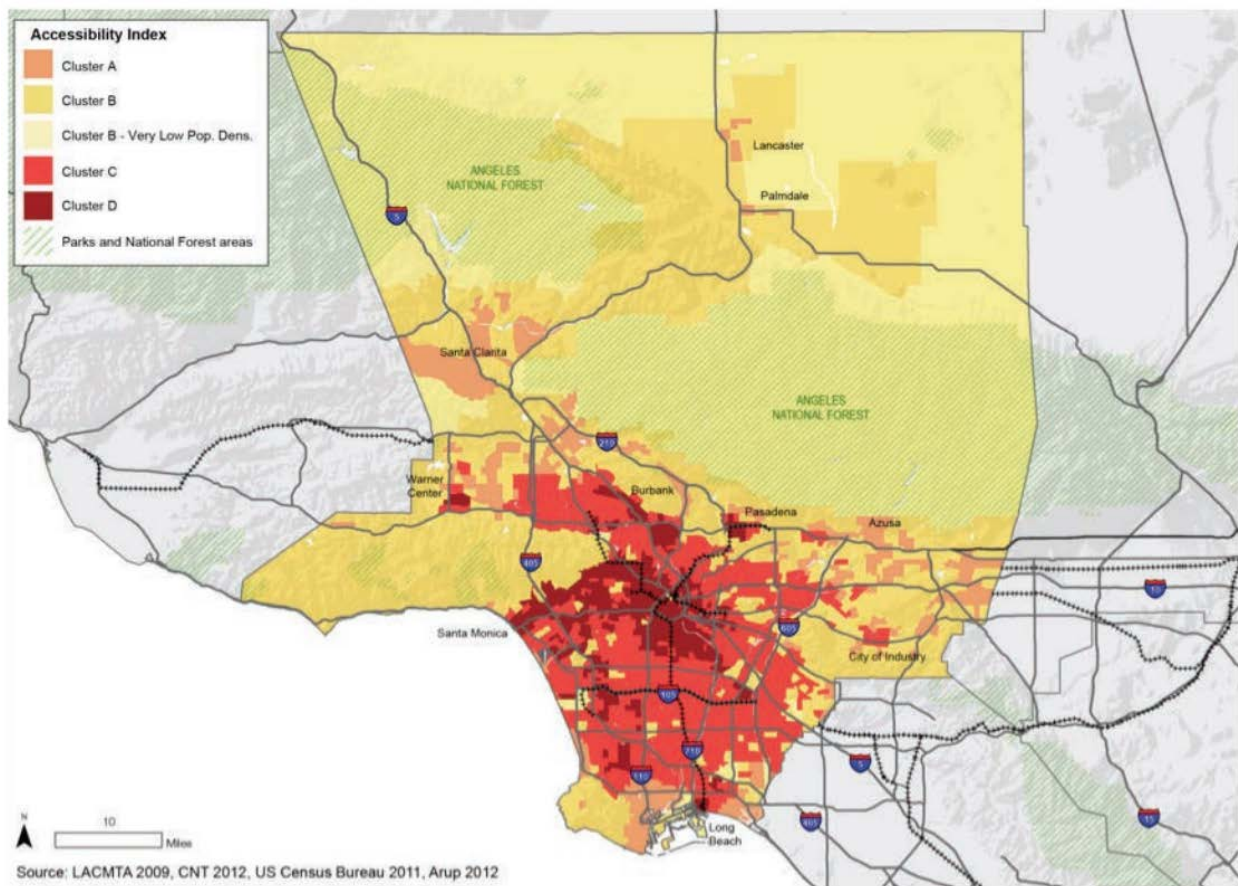 Accessibility Index
Cluster A
Cluster B
Cluster B - Very Low Pop. Dens.
Cluster C
Cluster D
Parks and National Forest areas
Lancaster
ANGELES
NATIONAL FOREST
Palmdale
5
Santa Clarita
ANGELES
NATIONAL FOREST
210
Warner
Center
Burbank
Pasadena
Azusa
405
10
Santa Monica
605
City of Industry
105
710
5
110
405
15
Long
Beach
N
10
Miles
Source: LACMTA 2009, CNT 2012, US Census Bureau 2011, Arup 2012